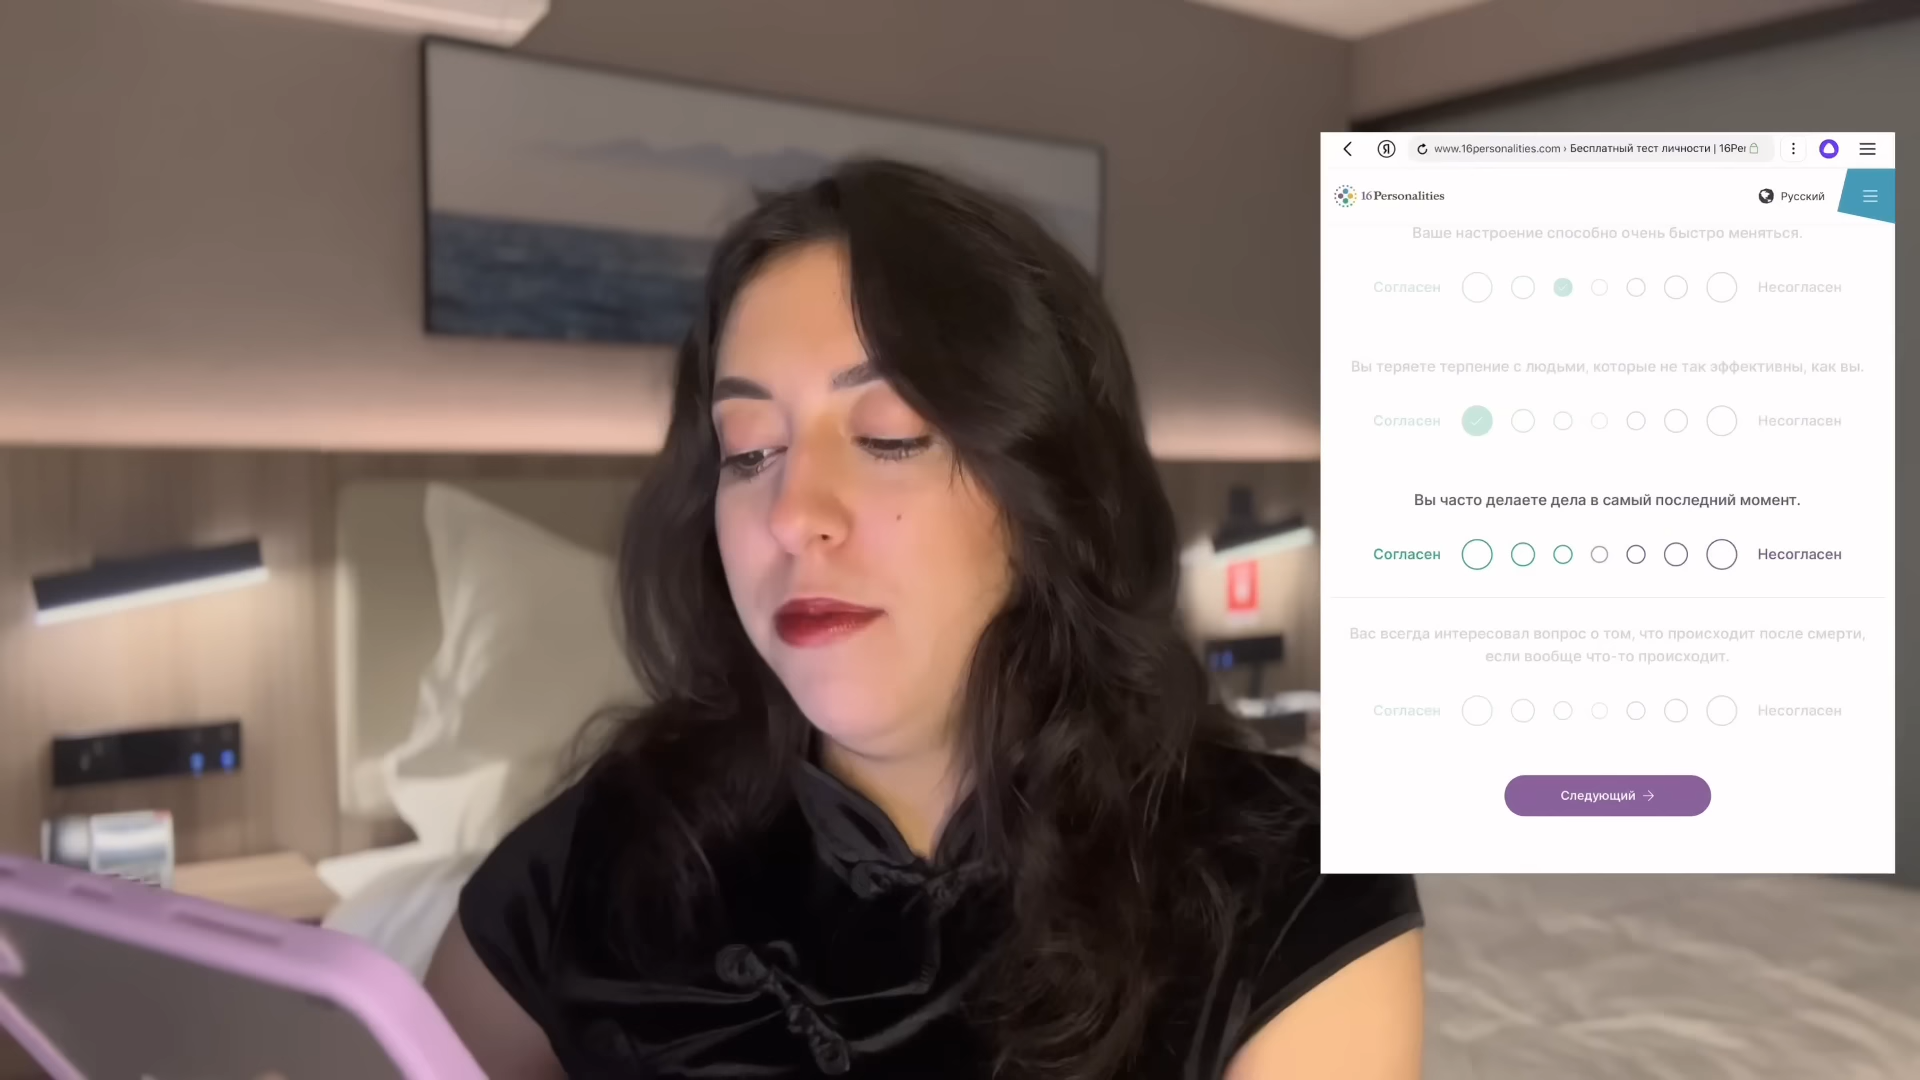 www.16personalities.com › Бесплатный тест личности | 16Per
16Personalities
Русский
Ваше настроение способно очень быстро меняться.
Согласен Несогласен
Вы теряете терпение с людьми, которые не так эффективны, как вы.
Согласен Несогласен
Вы часто делаете дела в самый последний момент.
Согласен Несогласен
Вас всегда интересовал вопрос о том, что происходит после смерти,
если вообще что-то происходит.
Согласен Несогласен
Следующий →